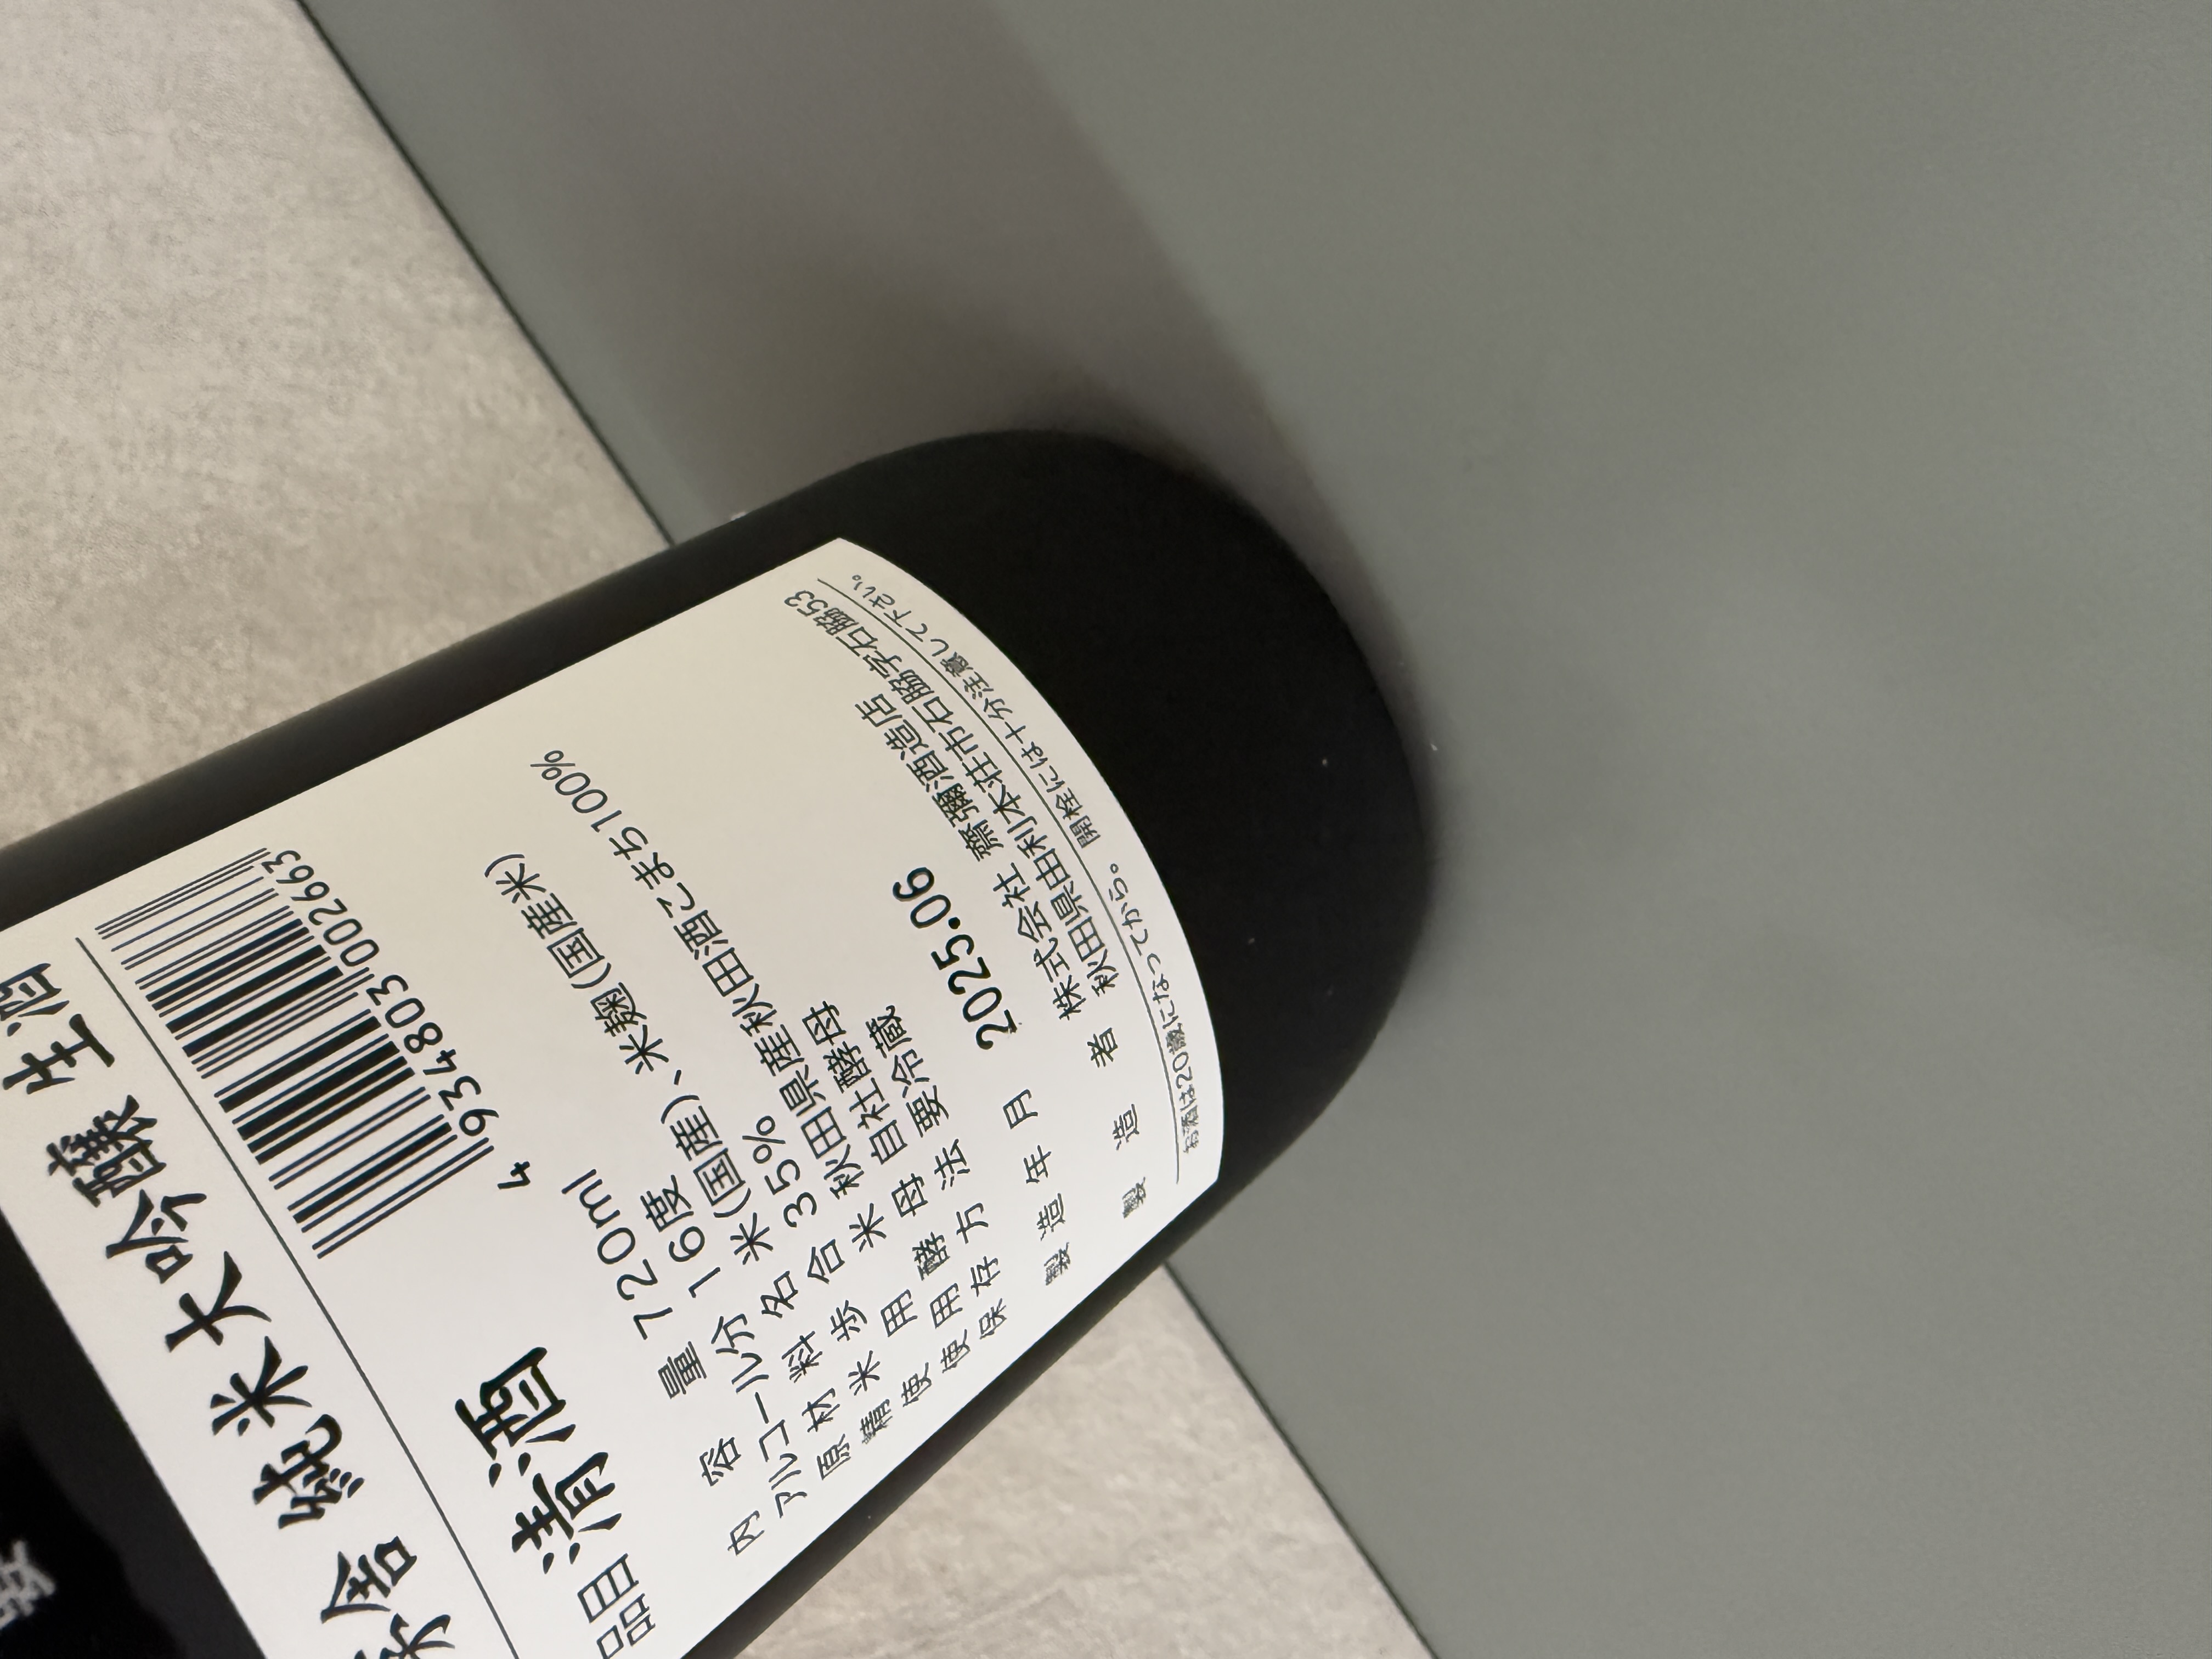 舎 純米大吟醸 生酒
品目 清酒
4 934803 002663
内容量 720ml
アルコール分 16度
原材料名 米(国産)、米麹(国産米)
精米歩合 35%
使用米 秋田県産秋田酒こまち100%
使用酵母 自社酵母
保存方法 要冷蔵
製造年月 2025.06
製造者 株式会社 齋彌酒造店
秋田県由利本荘市石脇字石脇53
お酒は20歳になってから。開栓には十分注意して下さい。